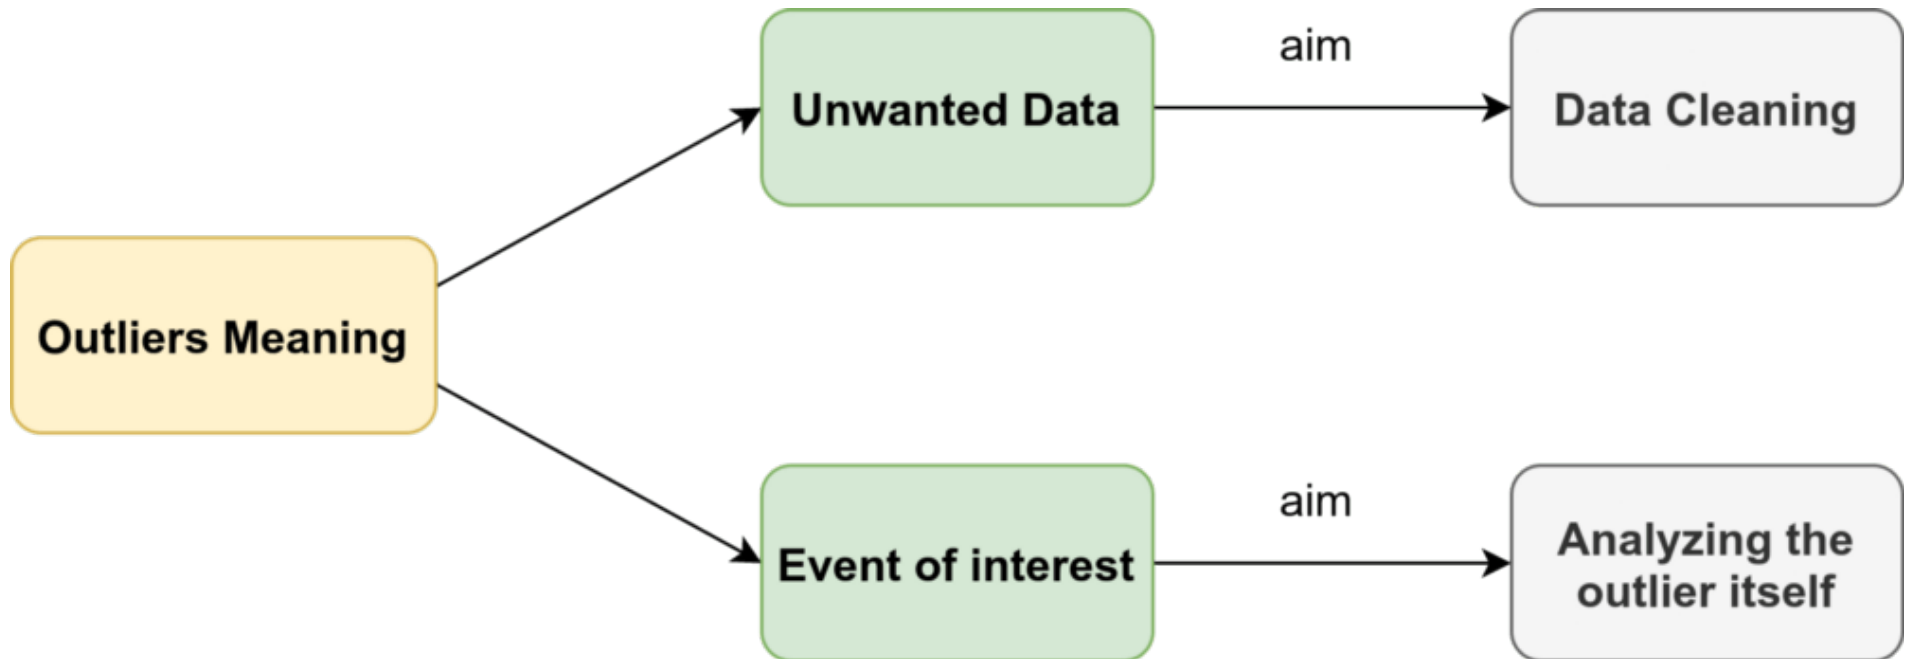 aim
Unwanted Data
Data Cleaning
Outliers Meaning
aim
Event of interest
Analyzing the
outlier itself